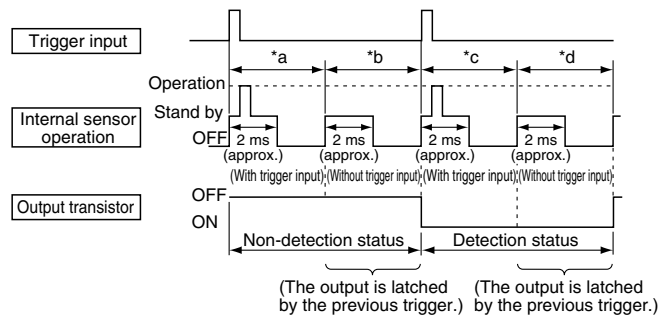 Trigger input
*a *b *c *d
Operation
Stand by
Internal sensor operation
OFF
2 ms (approx.) 2 ms (approx.) 2 ms (approx.) 2 ms (approx.)
(With trigger input) (Without trigger input) (With trigger input) (Without trigger input)
Output transistor
OFF
ON
Non-detection status Detection status
(The output is latched (The output is latched
by the previous trigger.) by the previous trigger.)